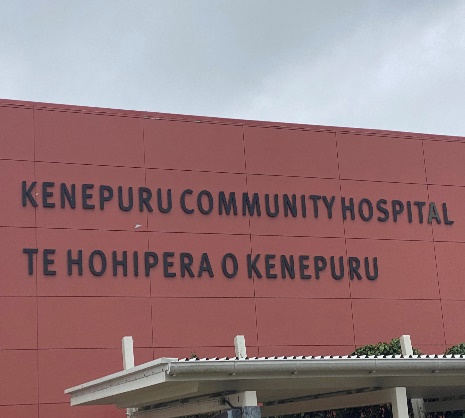 KENEPURU COMMUNITY HOSPITAL
TE HOHIPERA O KENEPURU